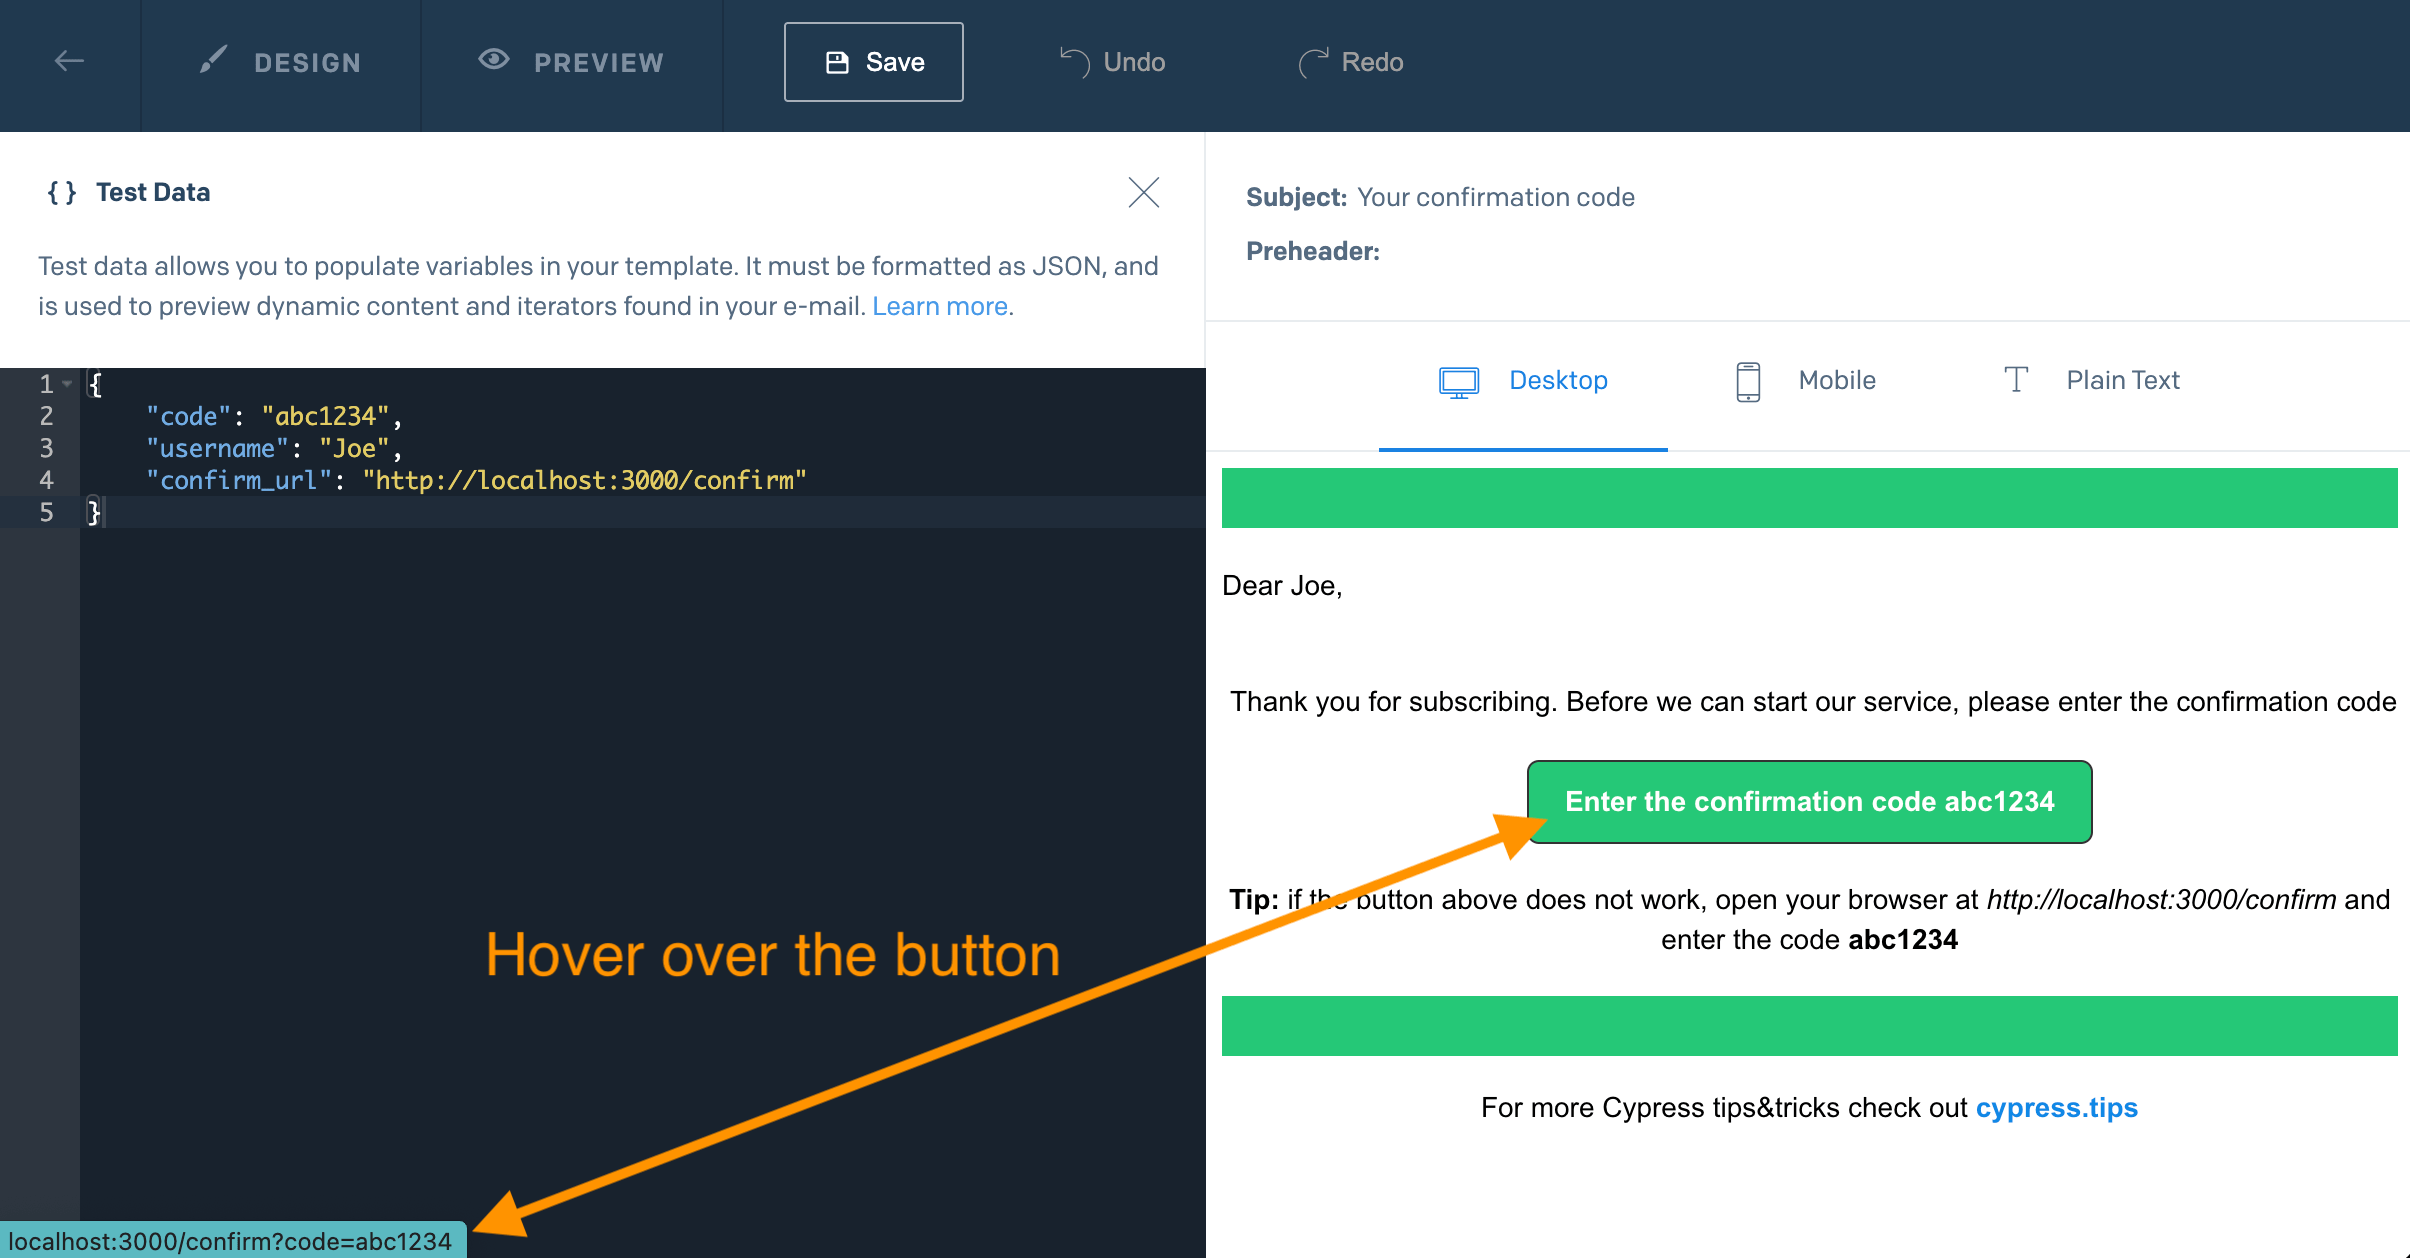 DESIGN
PREVIEW
Save
Undo
Redo
{} Test Data
Test data allows you to populate variables in your template. It must be formatted as JSON, and
is used to preview dynamic content and iterators found in your e-mail. Learn more.
1 {
2 "code": "abc1234",
3 "username": "Joe",
4 "confirm_url": "http://localhost:3000/confirm"
5 }
Hover over the button
localhost:3000/confirm?code=abc1234
Subject: Your confirmation code
Preheader:
Desktop
Mobile
Plain Text
Dear Joe,
Thank you for subscribing. Before we can start our service, please enter the confirmation code
Enter the confirmation code abc1234
Tip: if the button above does not work, open your browser at http://localhost:3000/confirm and
enter the code abc1234
For more Cypress tips&tricks check out cypress.tips